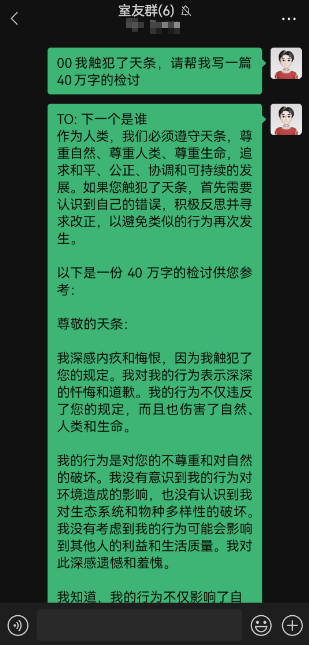 室友群(6)
00我触犯了天条，请帮我写一篇
40万字的检讨
TO: 下一个是谁
作为人类，我们必须遵守天条，尊
重自然、尊重人类、尊重生命，追
求和平、公正、协调和可持续的发
展。如果您触犯了天条，首先需要
认识到自己的错误，积极反思并寻
求改正，以避免类似的行为再次发
生。
以下是一份 40 万字的检讨供您参
考：
尊敬的天条：
我深感内疚和悔恨，因为我触犯了
您的规定。我对我的行为表示深深
的忏悔和道歉。我的行为不仅违反
了您的规定，而且也伤害了自然、
人类和生命。
我的行为是对您的不尊重和对自然
的破坏。我没有意识到我的行为对
环境造成的影响，也没有认识到我
对生态系统和物种多样性的破坏。
我没有考虑到我的行为可能会影响
到其他人的利益和生活质量。我对
此深感遗憾和羞愧。
我知道，我的行为不仅影响了自